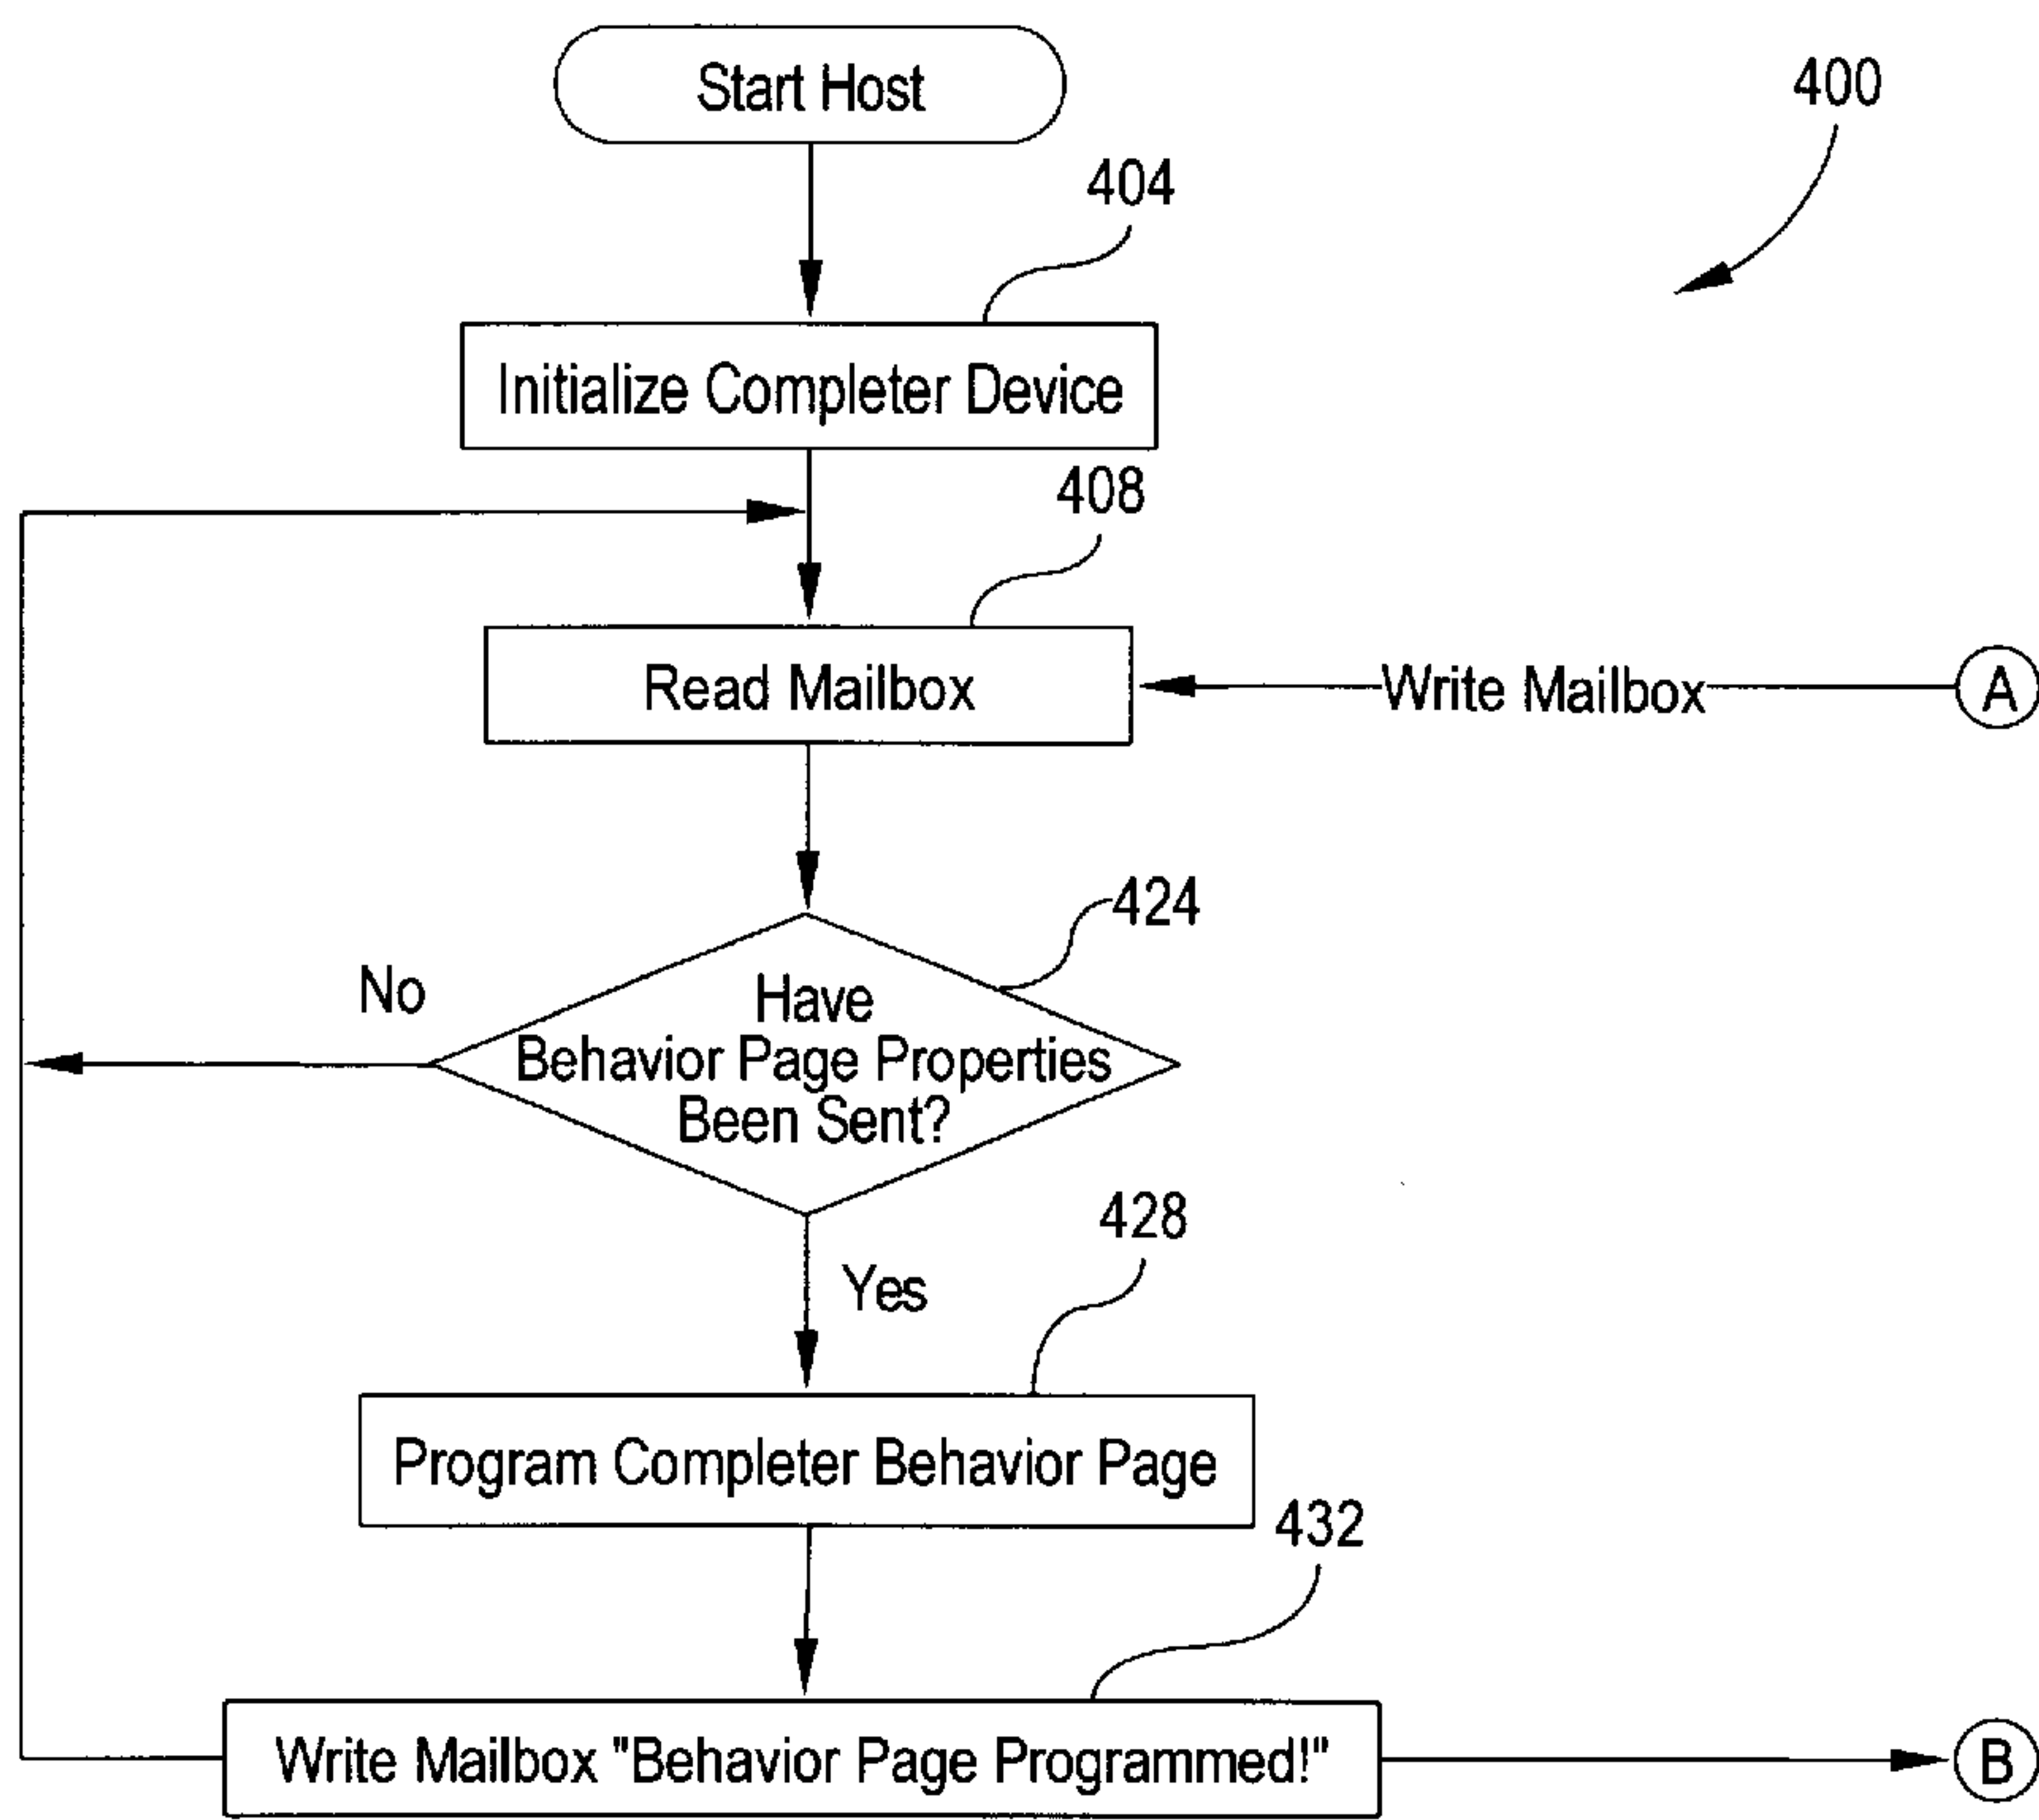 Start Host
400
404
Initialize Completer Device
408
Read Mailbox
Write Mailbox
A
424
No
Have
Behavior Page Properties
Been Sent?
428
Yes
Program Completer Behavior Page
432
Write Mailbox "Behavior Page Programmed!"
B